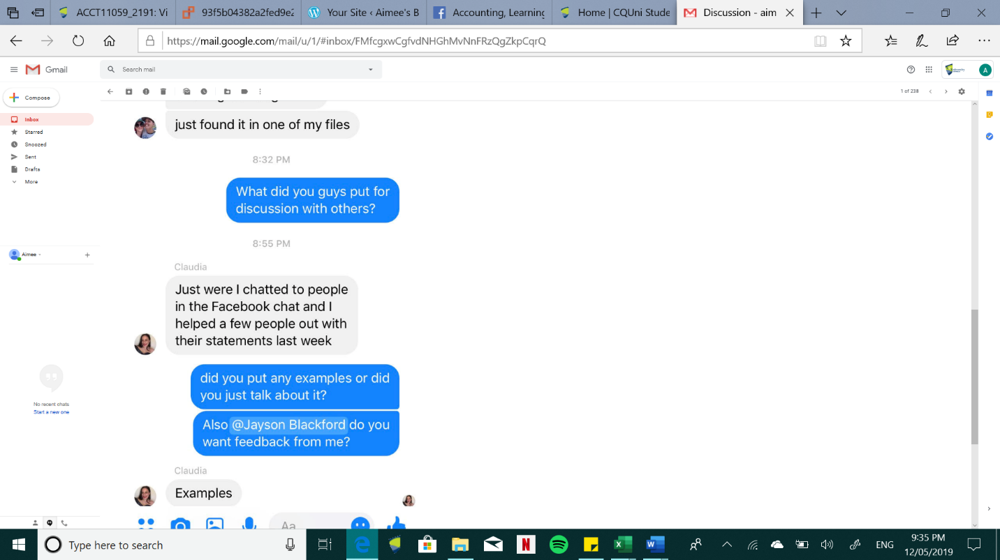 ACCT11059_2191: Vi
93f5b04382a2fed9e2
Your Site ‹ Aimee's B
Accounting, Learning
Home | CQUni Stude
Discussion - aim
https://mail.google.com/mail/u/1/#inbox/FMfcgxwCgfvdNHGhMvNnFRzQgZkpCqrQ
Gmail
Search mail
A
Compose
1 of 238
Inbox
Starred
Snoozed
Sent
Drafts
More
Aimee
No recent chats
Start a new one
just found it in one of my files
8:32 PM
What did you guys put for
discussion with others?
8:55 PM
Claudia
Just were I chatted to people
in the Facebook chat and I
helped a few people out with
their statements last week
did you put any examples or did
you just talk about it?
Also @Jayson Blackford do you
want feedback from me?
Claudia
Examples
Aa
Type here to search
ENG
9:35 PM
12/05/2019